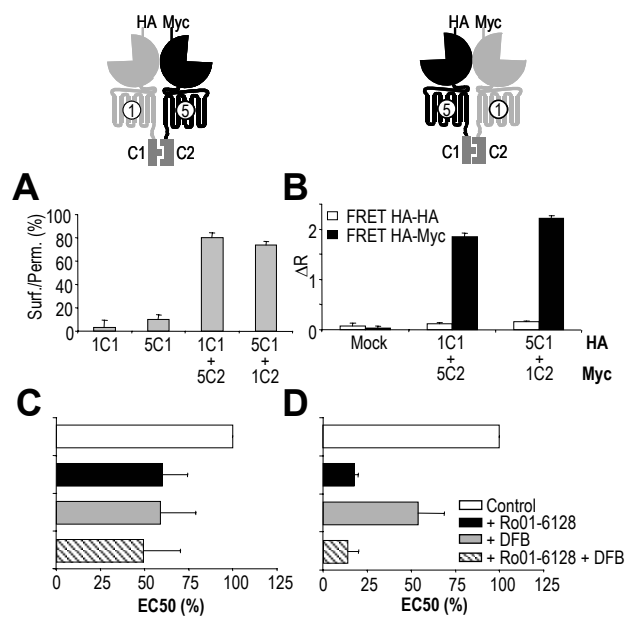 HA Myc
1
5
C1 C2
Myc HA
5
1
C1 C2
A
Surf./Perm. (%)
100
80
60
40
20
0
1C1
5C1
1C1
+
5C2
5C1
+
1C2
B
FRET HA-HA
FRET HA-Myc
ΔR
2
1
0
Mock
1C1
+
5C2
5C1
+
1C2
HA
Myc
C
0 25 50 75 100 125
EC50 (%)
D
Control
+ Ro01-6128
+ DFB
+ Ro01-6128 + DFB
0 25 50 75 100 125
EC50 (%)